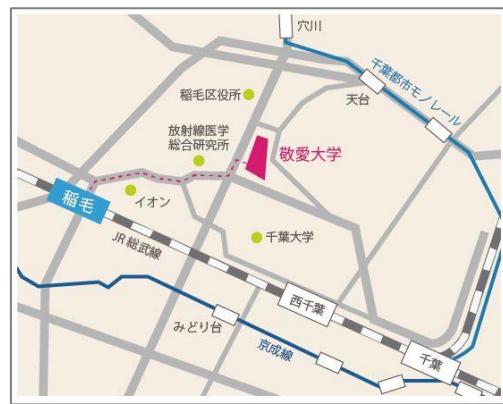 穴川
千葉都市モノレール
稲毛区役所
天台
放射線医学
総合研究所
敬愛大学
稲毛
イオン
千葉大学
JR 総武線
西千葉
みどり台
京成線
千葉